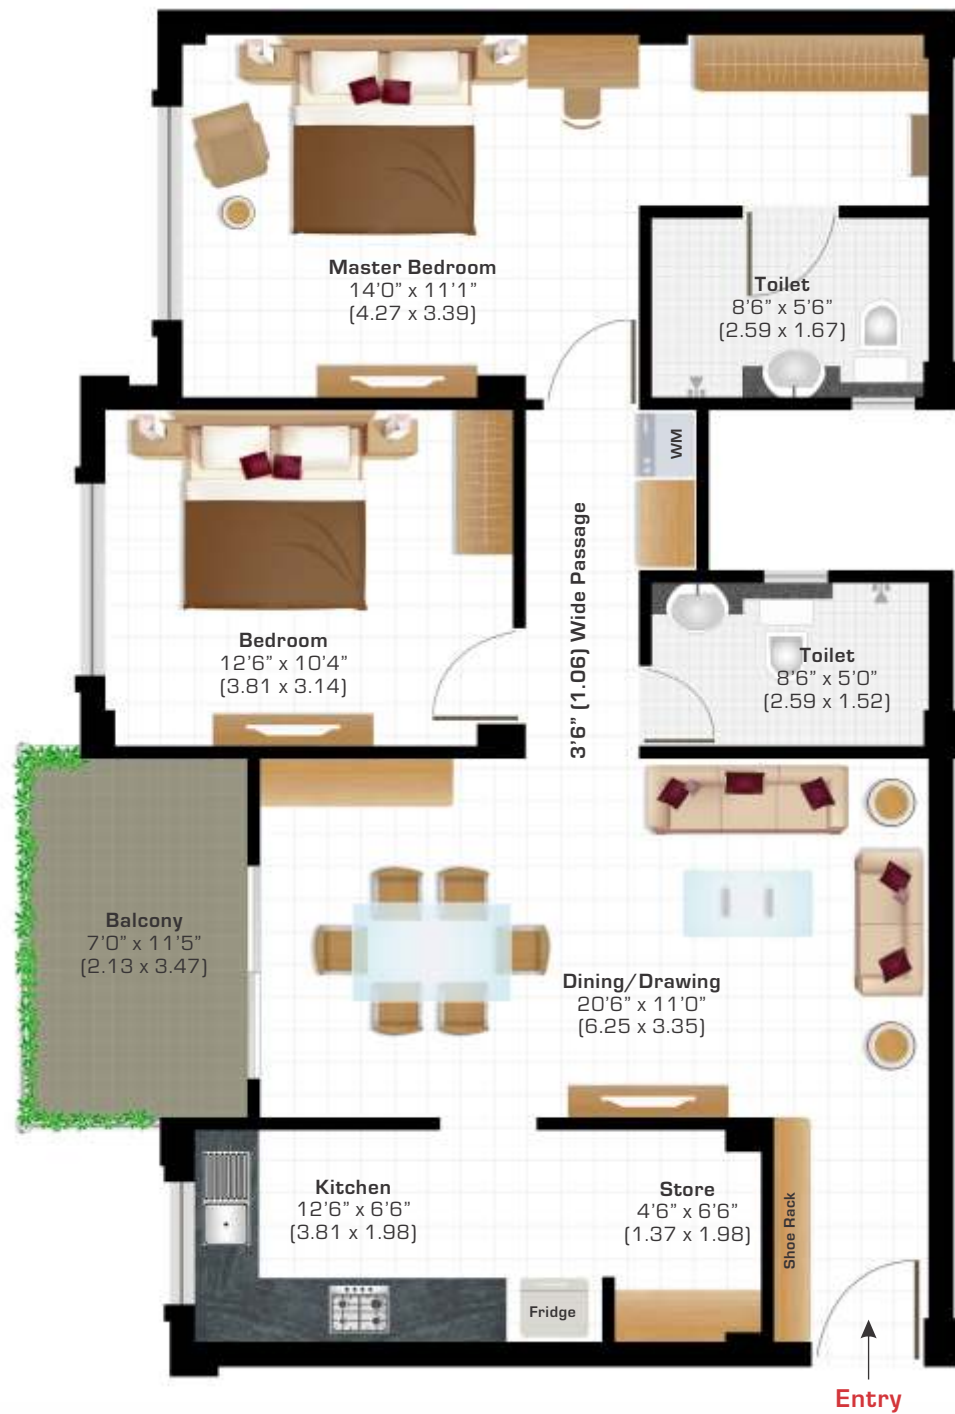 Master Bedroom
14’0” x 11’1”
(4.27 x 3.39)
Toilet
8’6” x 5’6”
(2.59 x 1.67)
WM
3’6” (1.06) Wide Passage
Bedroom
12’6” x 10’4”
(3.81 x 3.14)
Toilet
8’6” x 5’0”
(2.59 x 1.52)
Balcony
7’0” x 11’5”
(2.13 x 3.47)
Dining/Drawing
20’6” x 11’0”
(6.25 x 3.35)
Kitchen
12’6” x 6’6”
(3.81 x 1.98)
Store
4’6” x 6’6”
(1.37 x 1.98)
Shoe Rack
Fridge
Entry